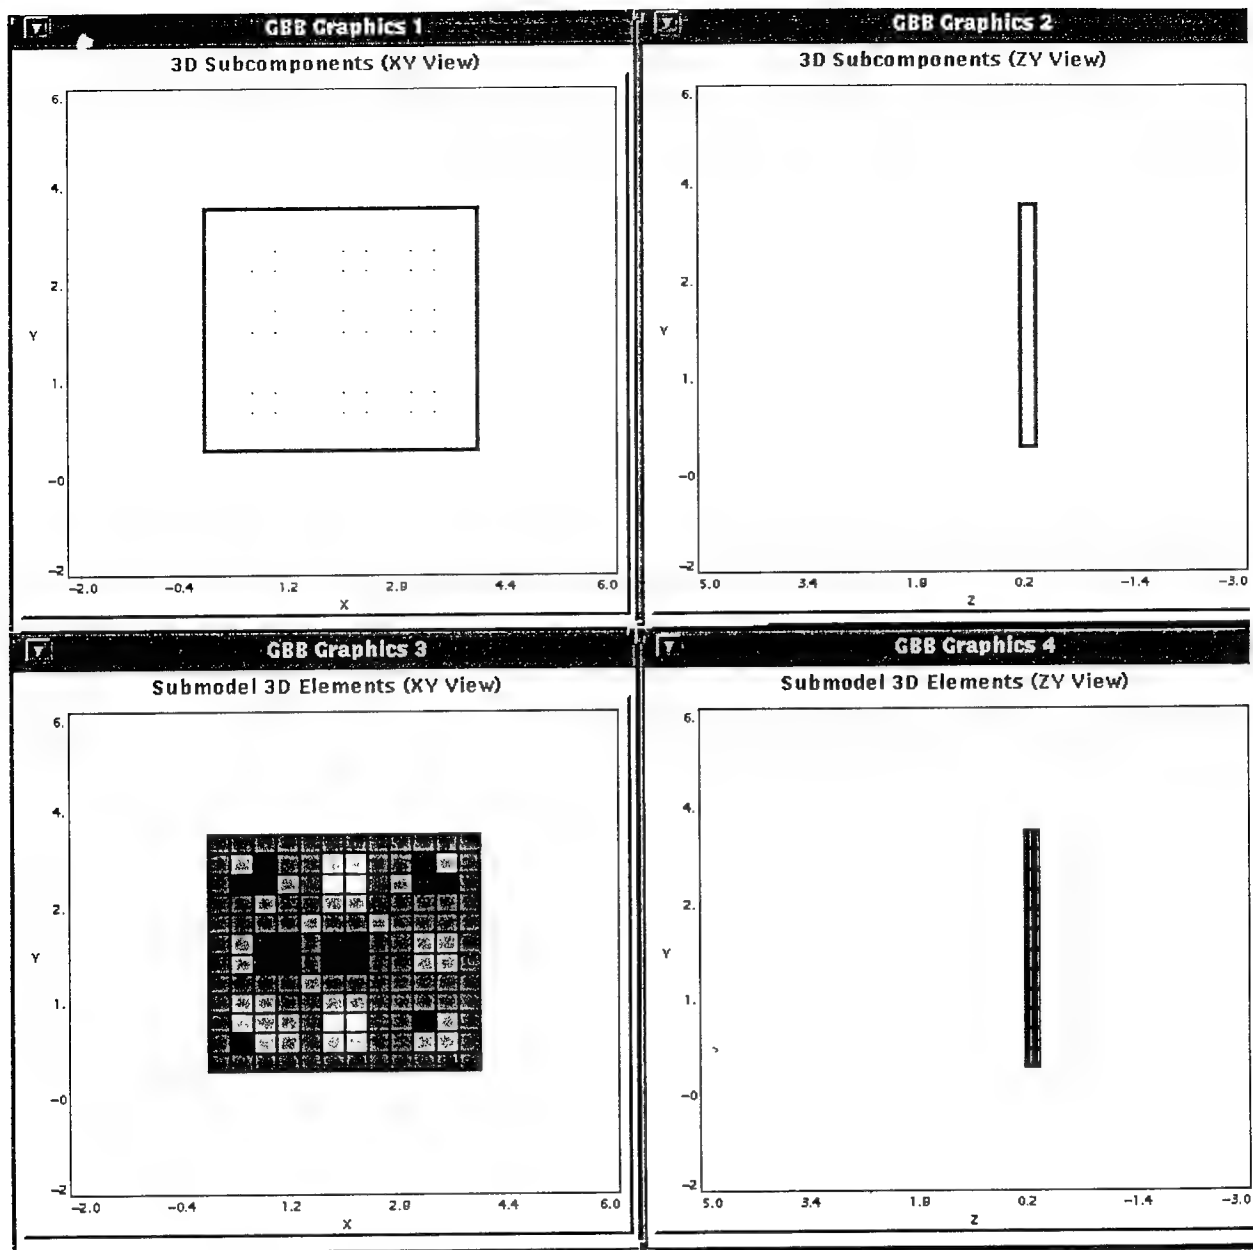 GBB Graphics 1
3D Subcomponents (XY View)
6.
4.
2.
Y
1.
-0
-2
-2.0 -0.4 1.2 2.8 4.4 6.0
X
GBB Graphics 2
3D Subcomponents (ZY View)
6.
4.
2.
Y
1.
-0
-2
5.0 3.4 1.8 0.2 -1.4 -3.0
Z
GBB Graphics 3
Submodel 3D Elements (XY View)
6.
4.
2.
Y
1.
-0
-2
-2.0 -0.4 1.2 2.8 4.4 6.0
X
GBB Graphics 4
Submodel 3D Elements (ZY View)
6.
4.
2.
Y
1.
-0
-2
5.0 3.4 1.8 0.2 -1.4 -3.0
Z